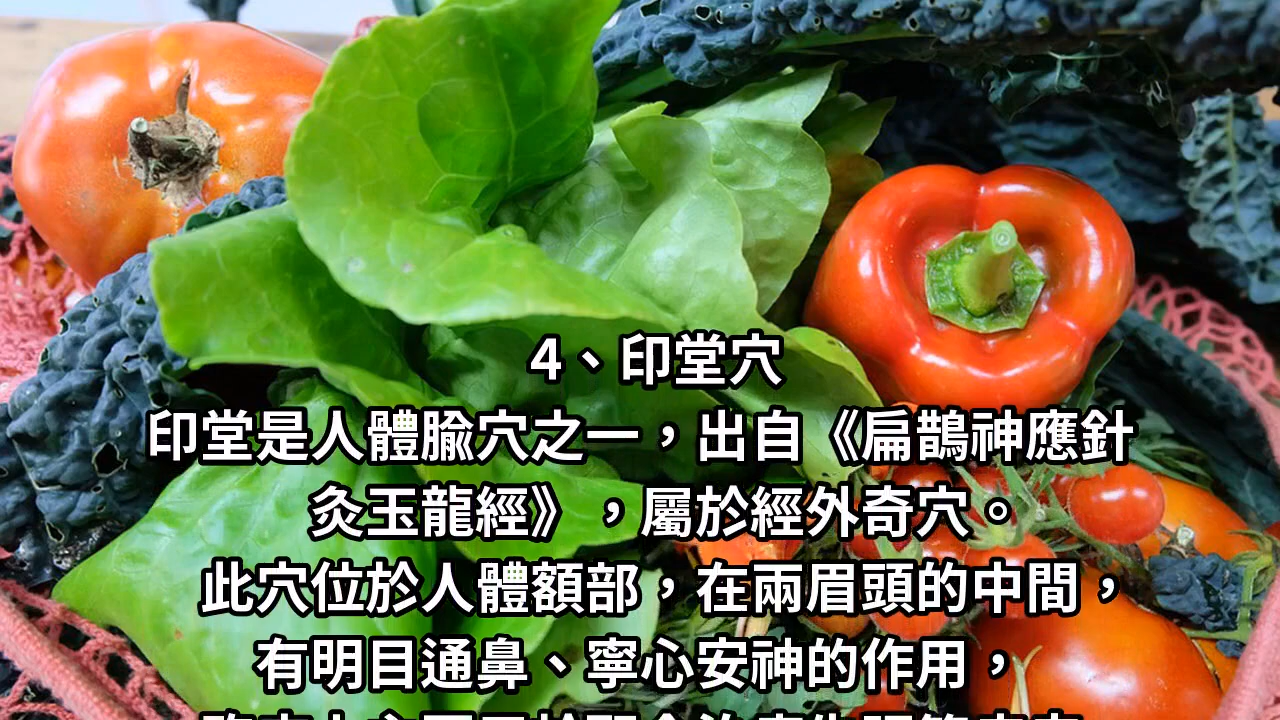 4、印堂穴
印堂是人體腧穴之一，出自《扁鵲神應針
灸玉龍經》，屬於經外奇穴。
此穴位於人體額部，在兩眉頭的中間，
有明目通鼻、寧心安神的作用，